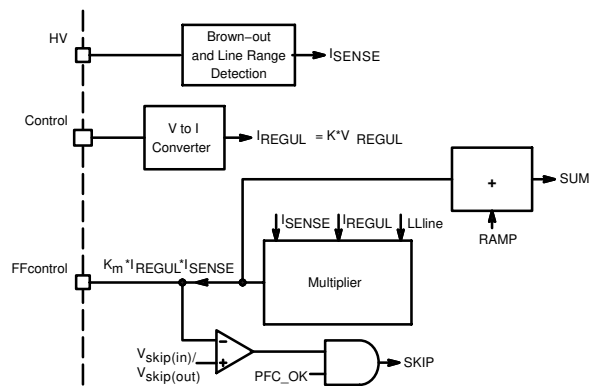 HV
Brown−out
and Line Range
Detection
ISENSE
Control
V to I
Converter
IREGUL = K*V REGUL
+
SUM
RAMP
ISENSE IREGUL LLline
Multiplier
FFcontrol
Km*IREGUL*ISENSE
−
+
Vskip(in)/
Vskip(out)
PFC_OK
SKIP